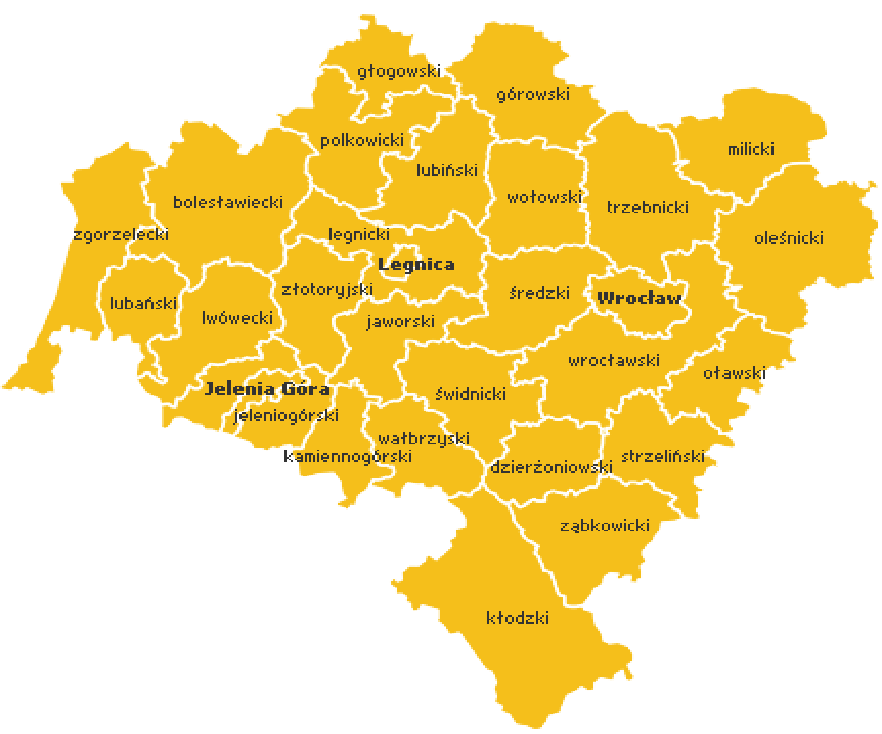 głogowski
górowski
polkowicki
milicki
lubiński
wołowski
bolesławiecki
trzebnicki
zgorzelecki
legnicki
oleśnicki
Legnica
złotoryjski
średzki
Wrocław
lubański
lwówecki
jaworski
wrocławski
oławski
Jelenia Góra
świdnicki
jeleniogórski
wałbrzyski
kamiennogórski
strzeliński
dzierżoniowski
ząbkowicki
kłodzki